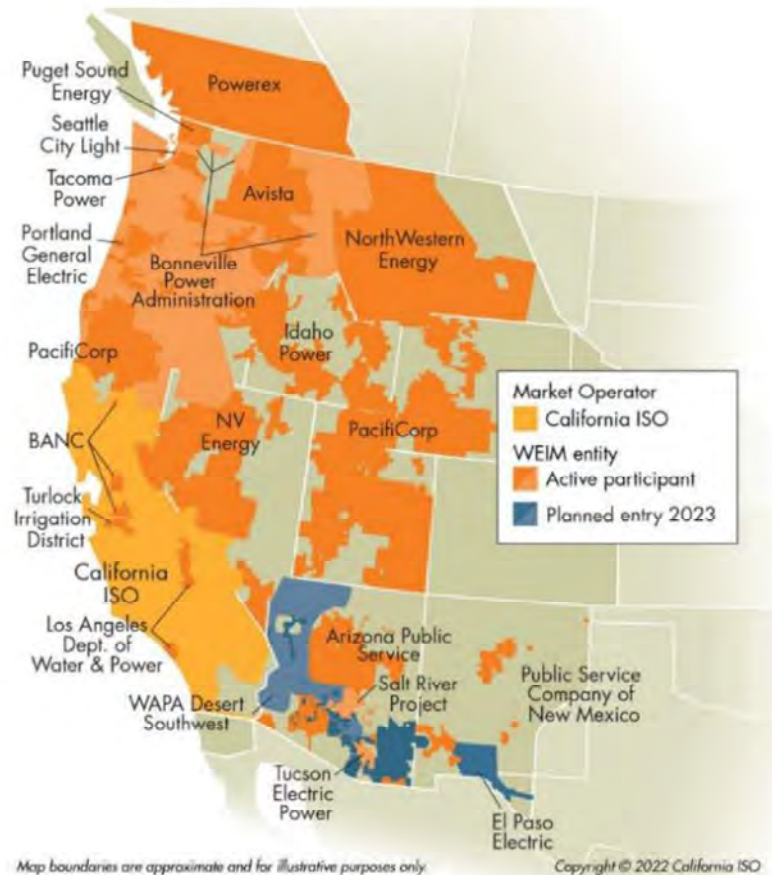 Powerex
Puget Sound
Energy
Seattle
City Light
Tacoma
Power
Avista
Portland
General
Electric
NorthWestern
Energy
Bonneville
Power
Administration
Idaho
Power
PacifiCorp
Market Operator
California ISO
WEIM entity
Active participant
Planned entry 2023
NV
Energy
PacifiCorp
BANC
Turlock
Irrigation
District
California
ISO
Los Angeles
Dept. of
Water & Power
Arizona Public
Service
Salt River
Project
Public Service
Company of
New Mexico
WAPA Desert
Southwest
Tucson
Electric
Power
El Paso
Electric
Map boundaries are approximate and for illustrative purposes only.
Copyright © 2022 California ISO